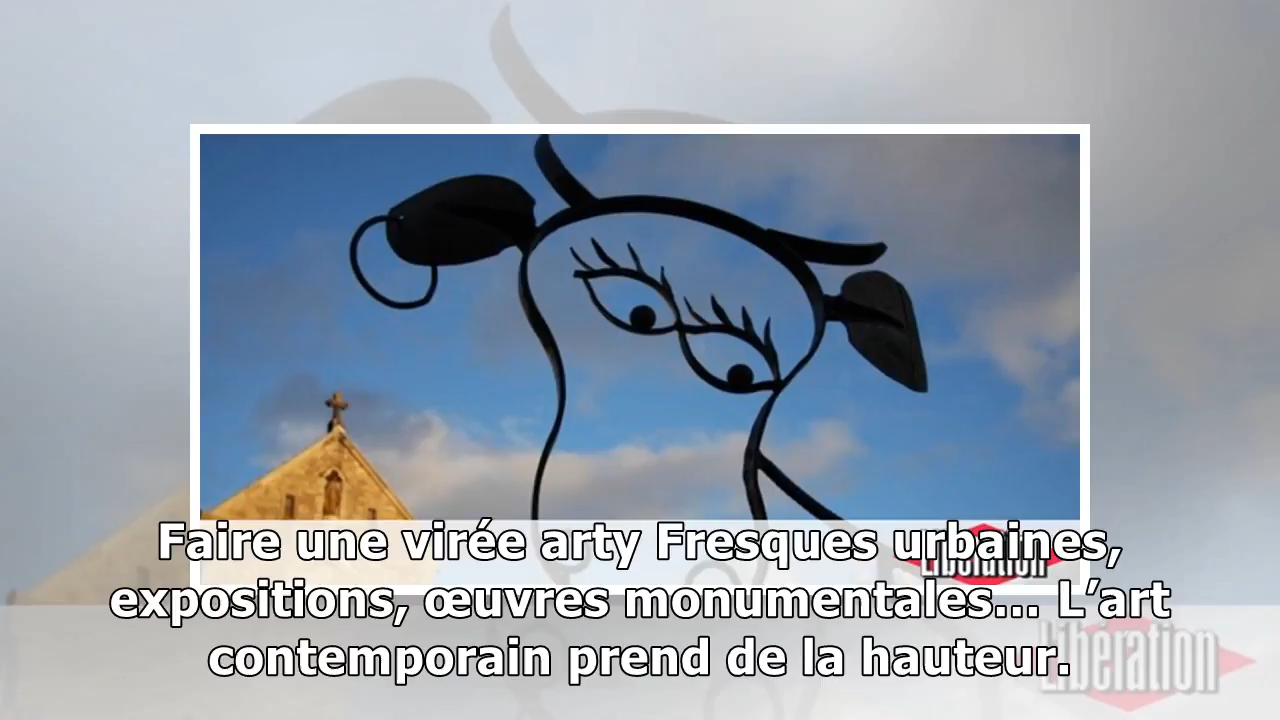 Faire une virée arty Fresques urbaines,
Libération
expositions, œuvres monumentales... L’art
contemporain prend de la hauteur.
Libération